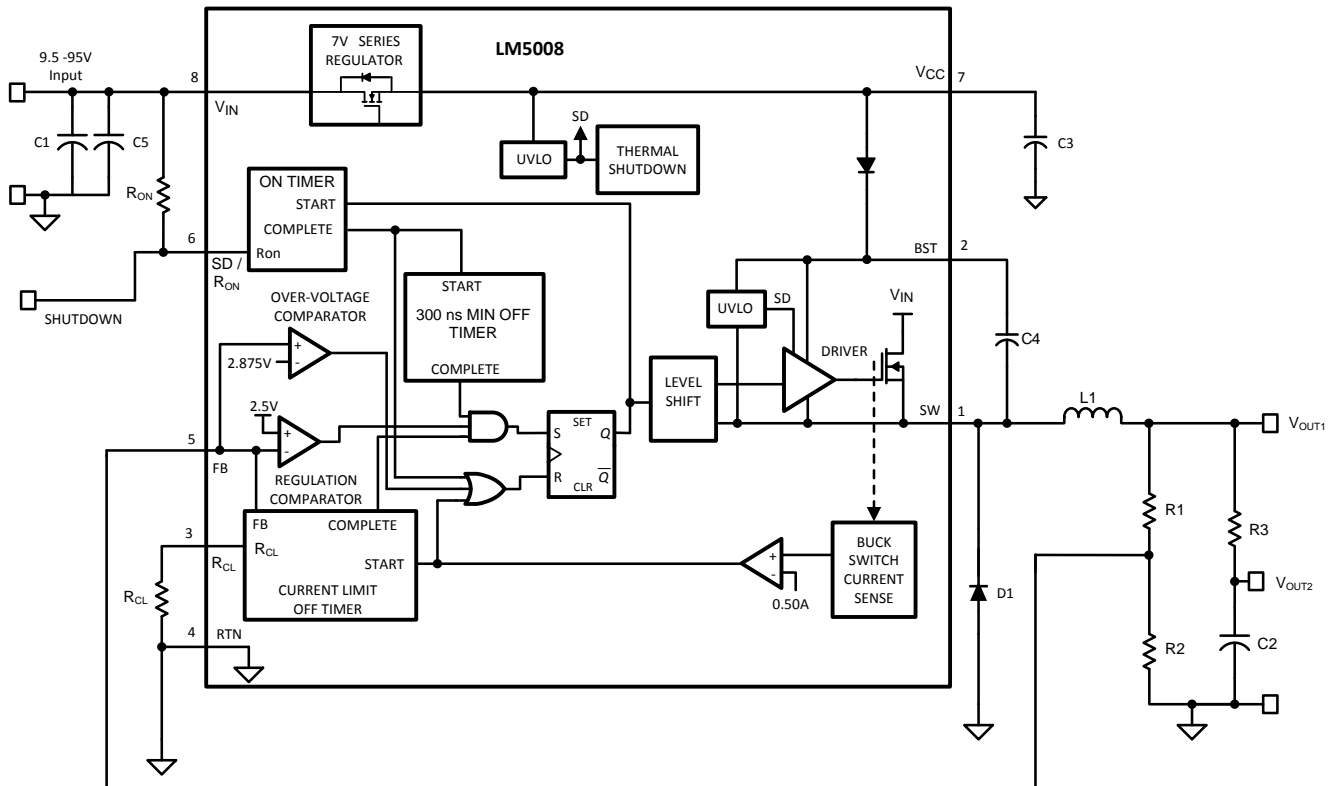 LM5008
7V SERIES
REGULATOR
9.5 -95V
Input
8
VIN
VCC
7
C1
C5
RON
SD
UVLO
THERMAL
SHUTDOWN
C3
ON TIMER
START
COMPLETE
Ron
6
SD /
RON
SHUTDOWN
2
BST
START
300 ns MIN OFF
TIMER
COMPLETE
OVER-VOLTAGE
COMPARATOR
+
-
2.875V
UVLO
SD
VIN
DRIVER
C4
LEVEL
SHIFT
SW
1
L1
VOUT1
2.5V
+
-
5
FB
REGULATION
COMPARATOR
SET
S
Q
R
Q
CLR
R1
R3
VOUT2
R2
C2
D1
FB
COMPLETE
RCL
START
CURRENT LIMIT
OFF TIMER
3
RCL
RCL
4
RTN
+
-
0.50A
BUCK
SWITCH
CURRENT
SENSE